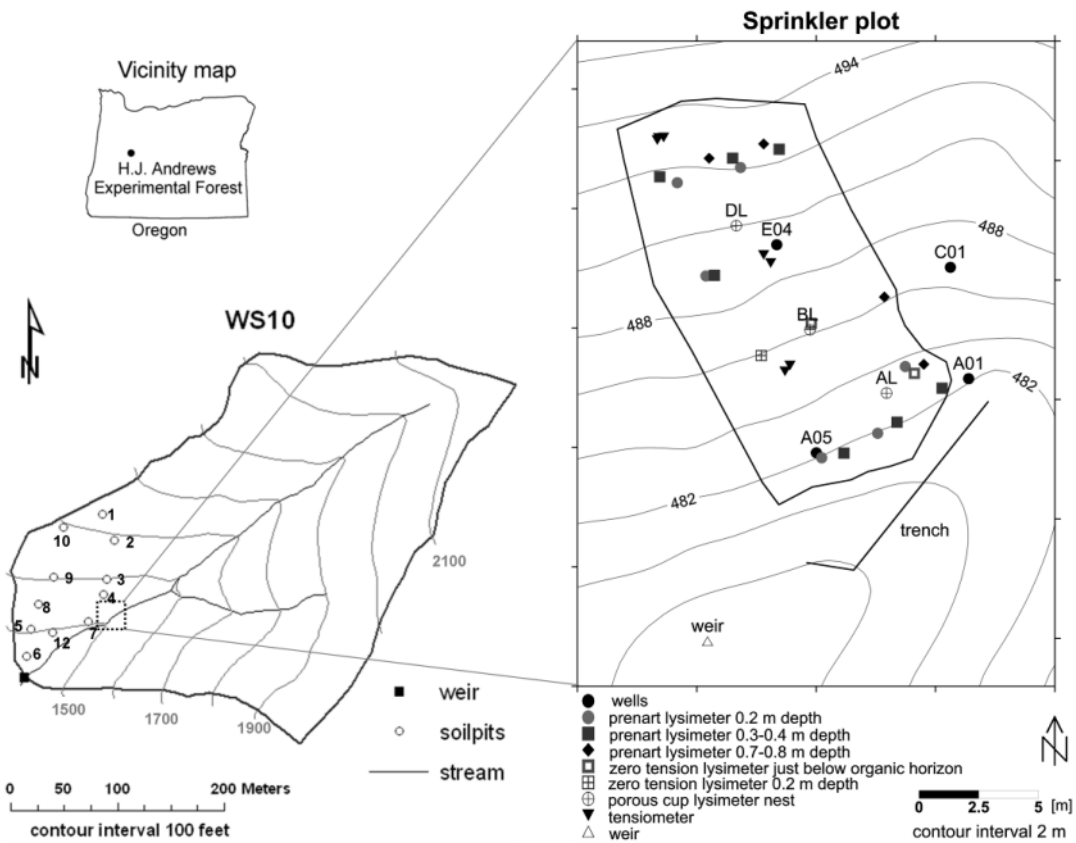 Sprinkler plot
Vicinity map
H.J. Andrews
Experimental Forest
Oregon
N
WS10
1
10
2
9
3
4
8
5
12
7
6
2100
1500
1700
1900
weir
soilpits
stream
0 50 100 200 Meters
contour interval 100 feet
494
DL
E04
488
C01
488
BL
A01
AL
482
A05
482
trench
weir
wells
prenart lysimeter 0.2 m depth
prenart lysimeter 0.3-0.4 m depth
prenart lysimeter 0.7-0.8 m depth
zero tension lysimeter just below organic horizon
zero tension lysimeter 0.2 m depth
porous cup lysimeter nest
tensiometer
weir
N
0 2.5 5 [m]
contour interval 2 m